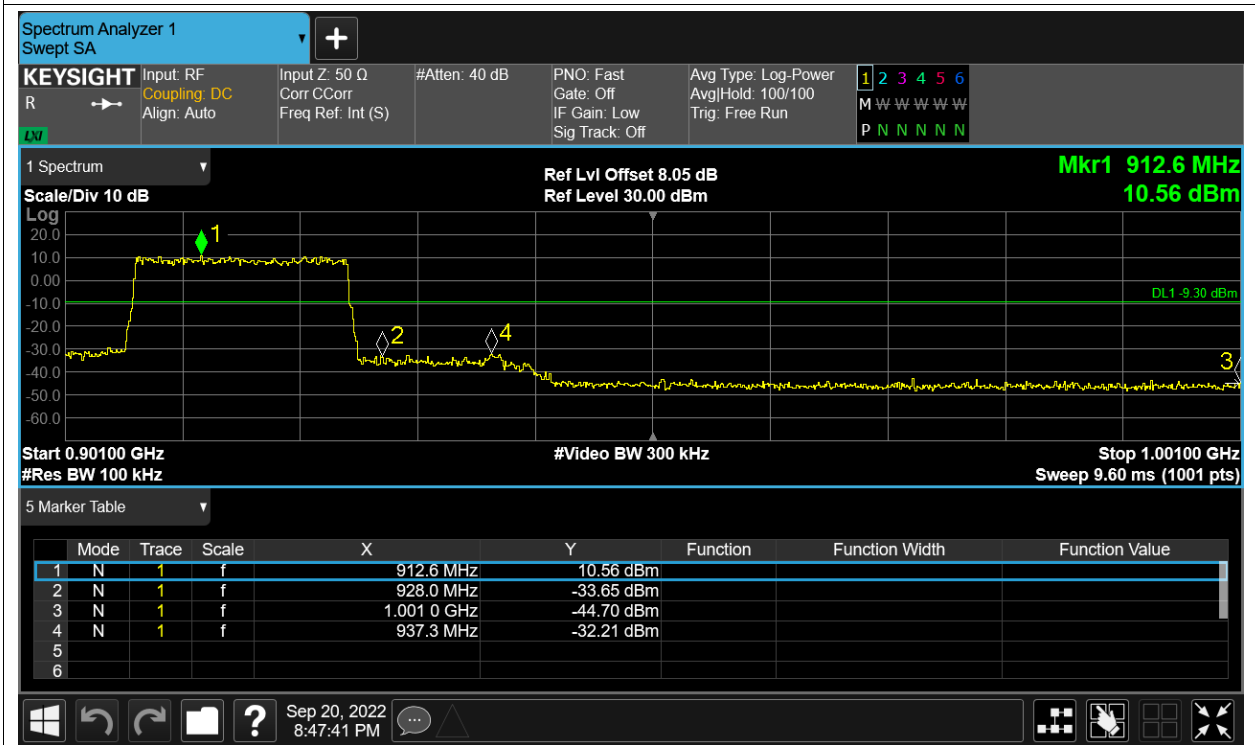 Spectrum Analyzer 1
Swept SA
KEYSIGHT Input: RF Input Z: 50 Ω #Atten: 40 dB PNO: Fast Avg Type: Log-Power 1 2 3 4 5 6
R Coupling: DC Corr CCorr Gate: Off Avg|Hold: 100/100 M W W W W W W
Align: Auto Freq Ref: Int (S) IF Gain: Low Trig: Free Run
LXI Sig Track: Off P N N N N N N
1 Spectrum Ref Lvl Offset 8.05 dB Mkr1 912.6 MHz
Scale/Div 10 dB Ref Level 30.00 dBm 10.56 dBm
Log
20.0
1
10.0
0.00
DL1 -9.30 dBm
-10.0
-20.0
2 4
-30.0
3
-40.0
-50.0
-60.0
Start 0.90100 GHz #Video BW 300 kHz Stop 1.00100 GHz
#Res BW 100 kHz Sweep 9.60 ms (1001 pts)
5 Marker Table
Mode Trace Scale X Y Function Function Width Function Value
1 N 1 f 912.6 MHz 10.56 dBm
2 N 1 f 928.0 MHz -33.65 dBm
3 N 1 f 1.001 0 GHz -44.70 dBm
4 N 1 f 937.3 MHz -32.21 dBm
5
6
? Sep 20, 2022
8:47:41 PM